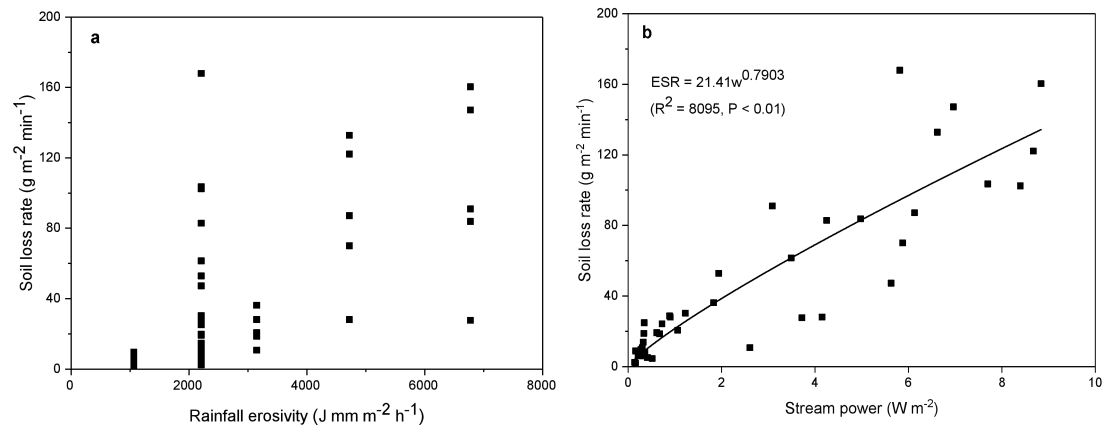 a
200
160
120
80
40
0
Soil loss rate (g m⁻² min⁻¹)
0 2000 4000 6000 8000
Rainfall erosivity (J mm m⁻² h⁻¹)
b
200
160
120
80
40
0
ESR = 21.41w^0.7903
(R² = 8095, P < 0.01)
Soil loss rate (g m⁻² min⁻¹)
0 2 4 6 8 10
Stream power (W m⁻²)